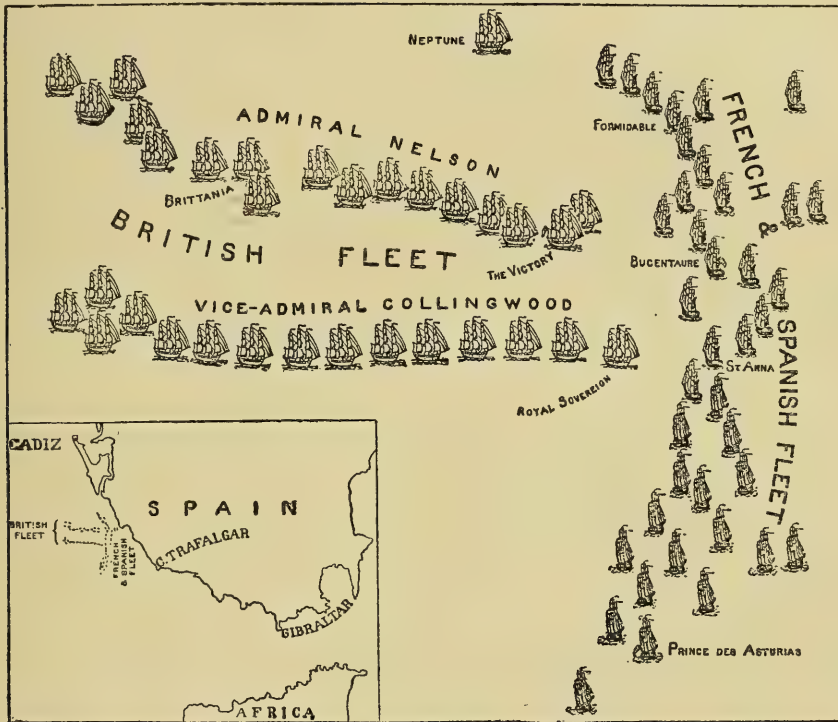 NEPTUNE
ADMIRAL NELSON
FORMIDABLE
FRENCH &
SPANISH FLEET
BRITTANIA
BRITISH FLEET
THE VICTORY
BUCENTAURE
VICE-ADMIRAL COLLINGWOOD
ST ANNA
ROYAL SOVEREIGN
CADIZ
SPAIN
BRITISH
FLEET
C. TRAFALGAR
FRENCH
& SPANISH
FLEET
GIBRALTAR
AFRICA
PRINCE DES ASTURIAS